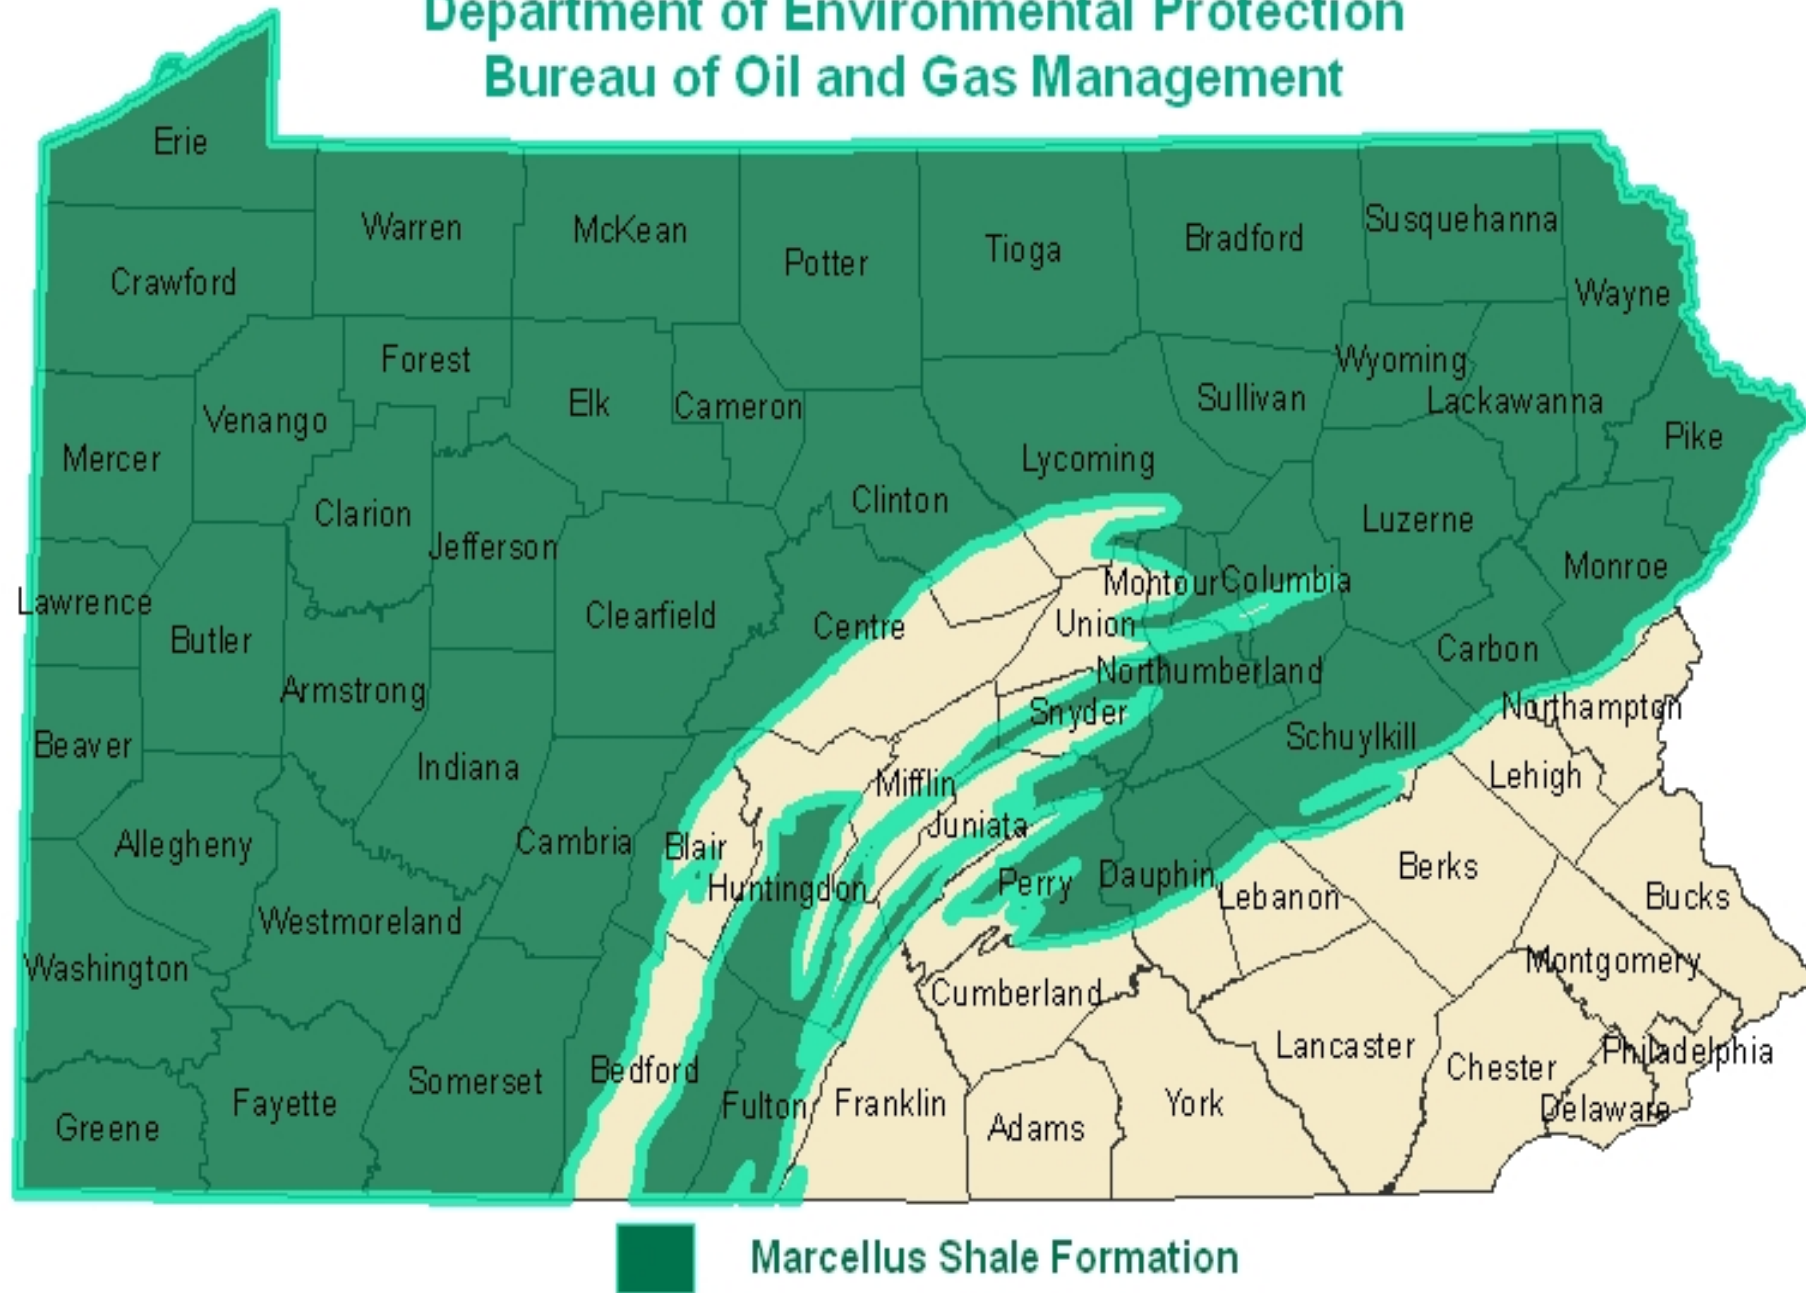 Department of Environmental Protection
Bureau of Oil and Gas Management
Erie
Warren
McKean
Potter
Tioga
Bradford
Susquehanna
Crawford
Wayne
Forest
Venango
Elk
Cameron
Sullivan
Wyoming
Lackawanna
Mercer
Lycoming
Pike
Clarion
Clinton
Luzerne
Jefferson
Monroe
Lawrence
Butler
Clearfield
Centre
Montour
Columbia
Union
Carbon
Armstrong
Northumberland
Snyder
Northampton
Beaver
Indiana
Schuylkill
Mifflin
Lehigh
Allegheny
Cambria
Blair
Juniata
Huntingdon
Perry
Dauphin
Berks
Lebanon
Bucks
Westmoreland
Washington
Cumberland
Montgomery
Lancaster
Philadelphia
Chester
Bedford
Somerset
Fayette
Greene
Fulton
Franklin
Adams
York
Delaware
Marcellus Shale Formation